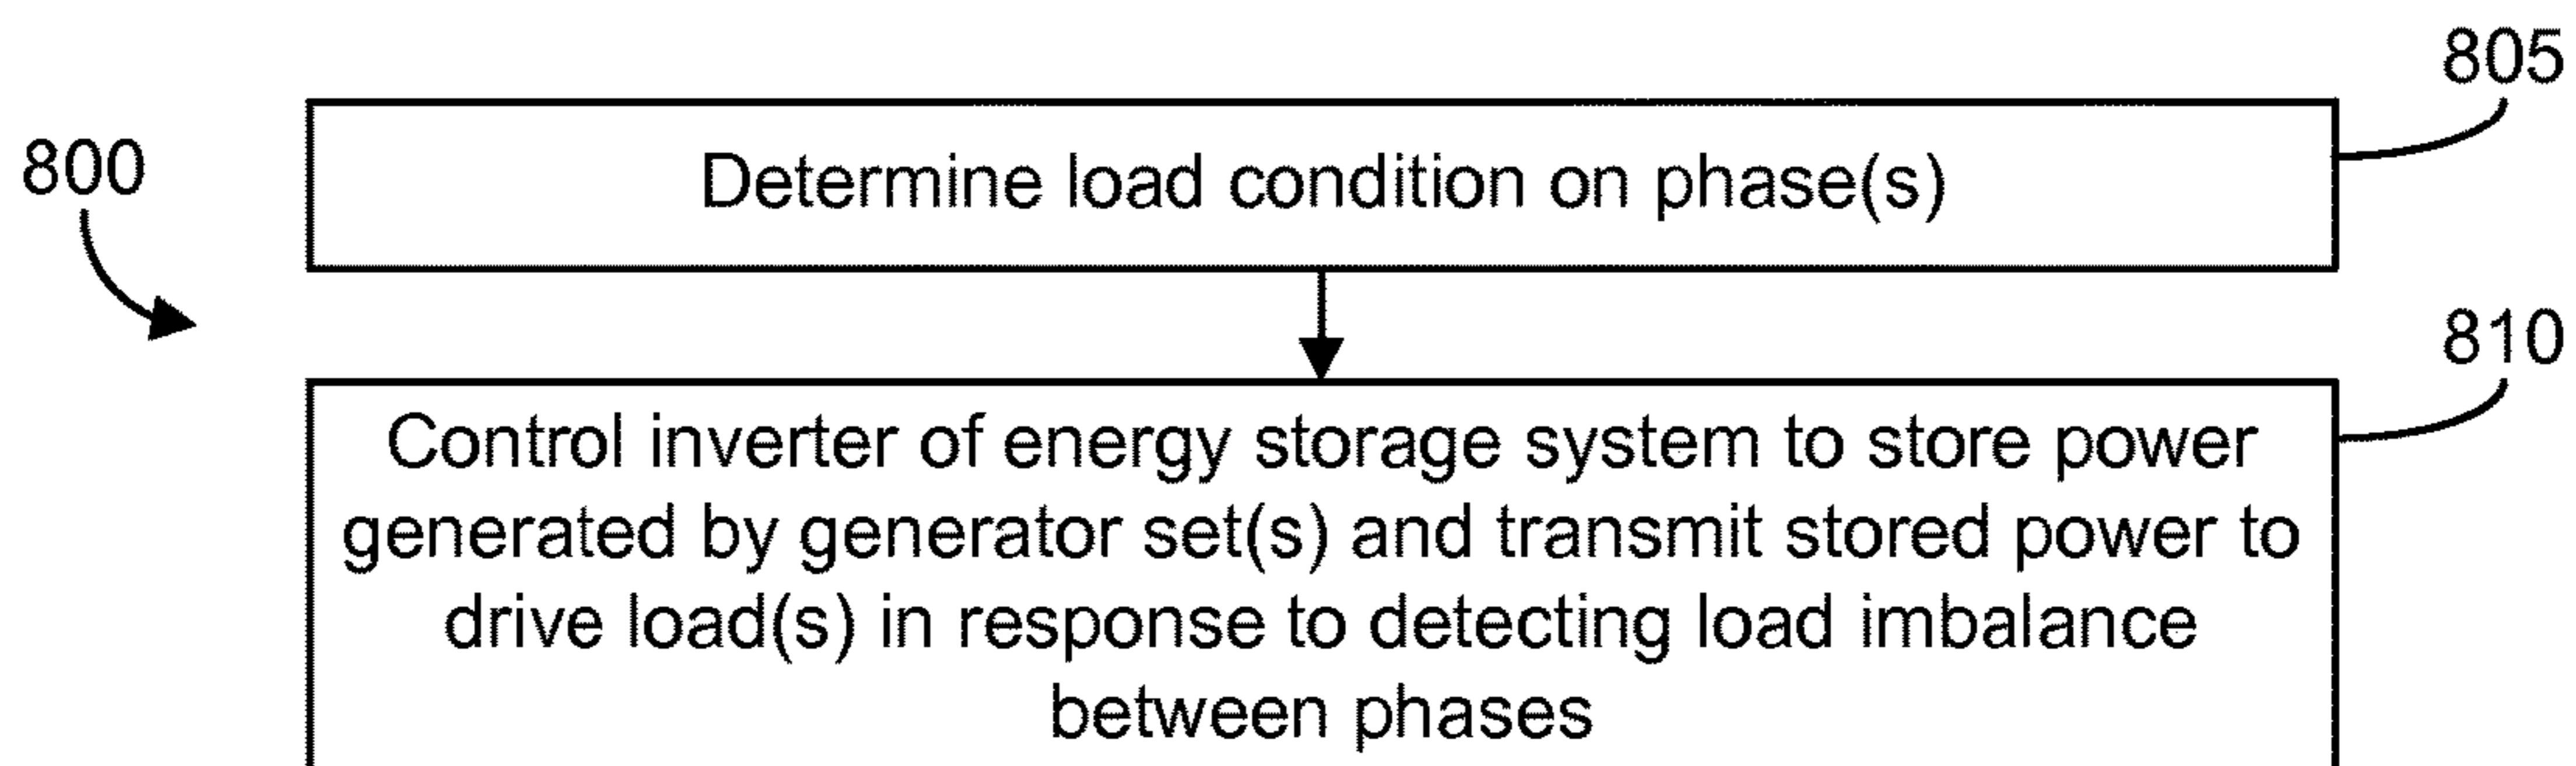 805
800
Determine load condition on phase(s)
810
Control inverter of energy storage system to store power
generated by generator set(s) and transmit stored power to
drive load(s) in response to detecting load imbalance
between phases